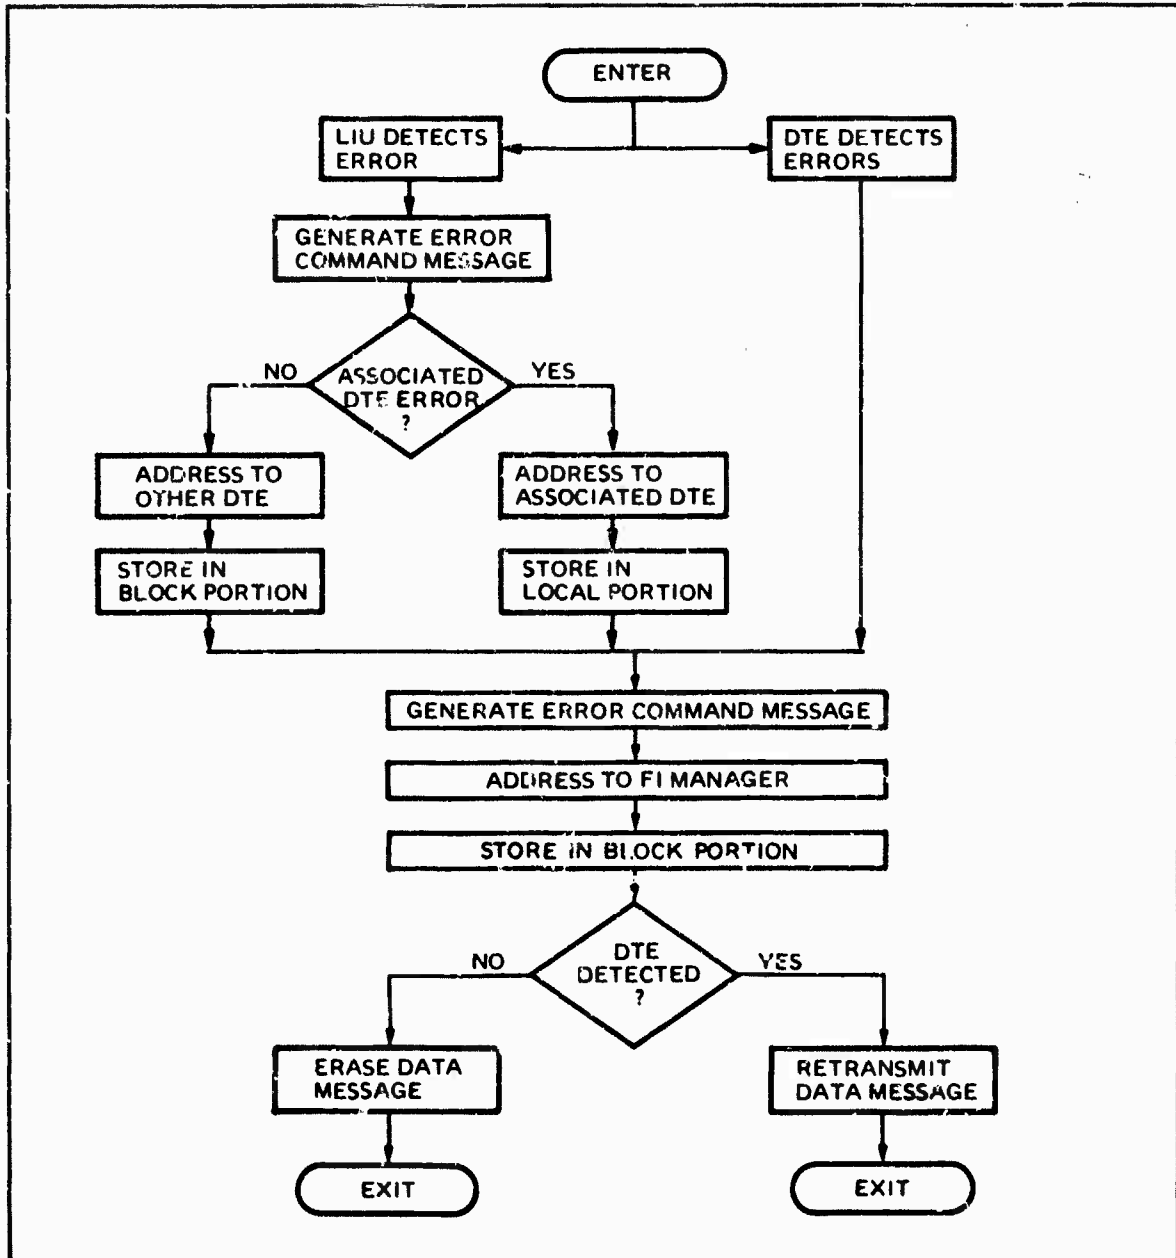 ENTER
LIU DETECTS
ERROR
DTE DETECTS
ERRORS
GENERATE ERROR
COMMAND MESSAGE
NO
YES
ASSOCIATED
DTE ERROR
?
ADDRESS TO
OTHER DTE
ADDRESS TO
ASSOCIATED DTE
STORE IN
BLOCK PORTION
STORE IN
LOCAL PORTION
GENERATE ERROR COMMAND MESSAGE
ADDRESS TO FI MANAGER
STORE IN BLOCK PORTION
NO
YES
DTE
DETECTED
?
ERASE DATA
MESSAGE
RETRANSMIT
DATA MESSAGE
EXIT
EXIT